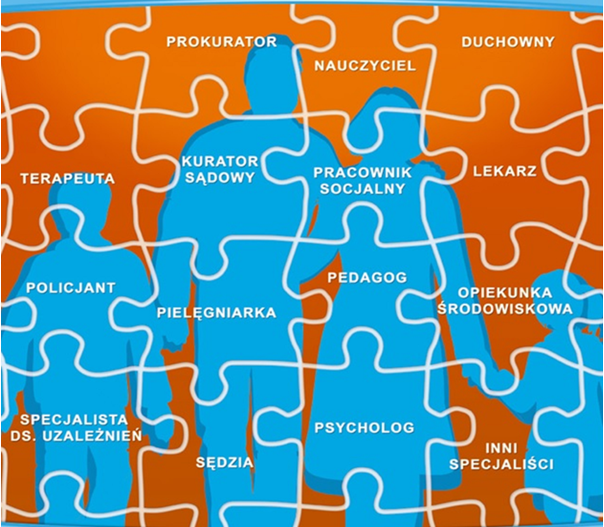 PROKURATOR
NAUCZYCIEL
DUCHOWNY
TERAPEUTA
KURATOR
SĄDOWY
PRACOWNIK
SOCJALNY
LEKARZ
POLICJANT
PIELĘGNIARKA
PEDAGOG
OPIEKUNKA
ŚRODOWISKOWA
SPECJALISTA
DS. UZALEŻNIEŃ
SĘDZIA
PSYCHOLOG
INNI
SPECJALIŚCI